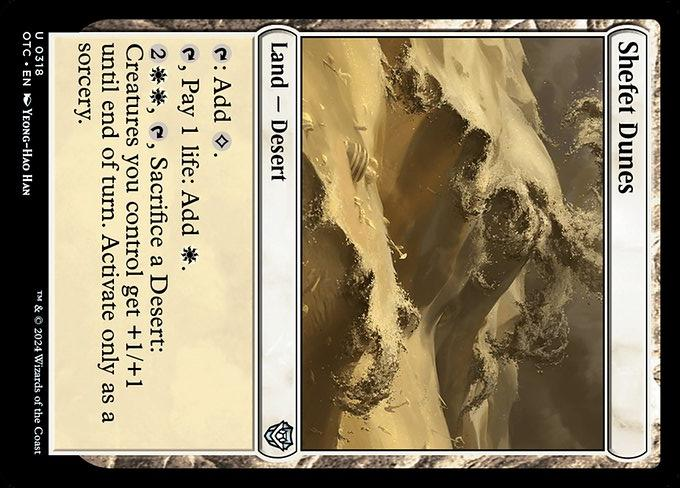 Shefet Dunes
Land — Desert
: Add .
, Pay 1 life: Add .
2, , Sacrifice a Desert:
Creatures you control get +1/+1
until end of turn. Activate only as a
sorcery.
U 0318
OTC • EN Yeong-Hao Han
™ & © 2024 Wizards of the Coast